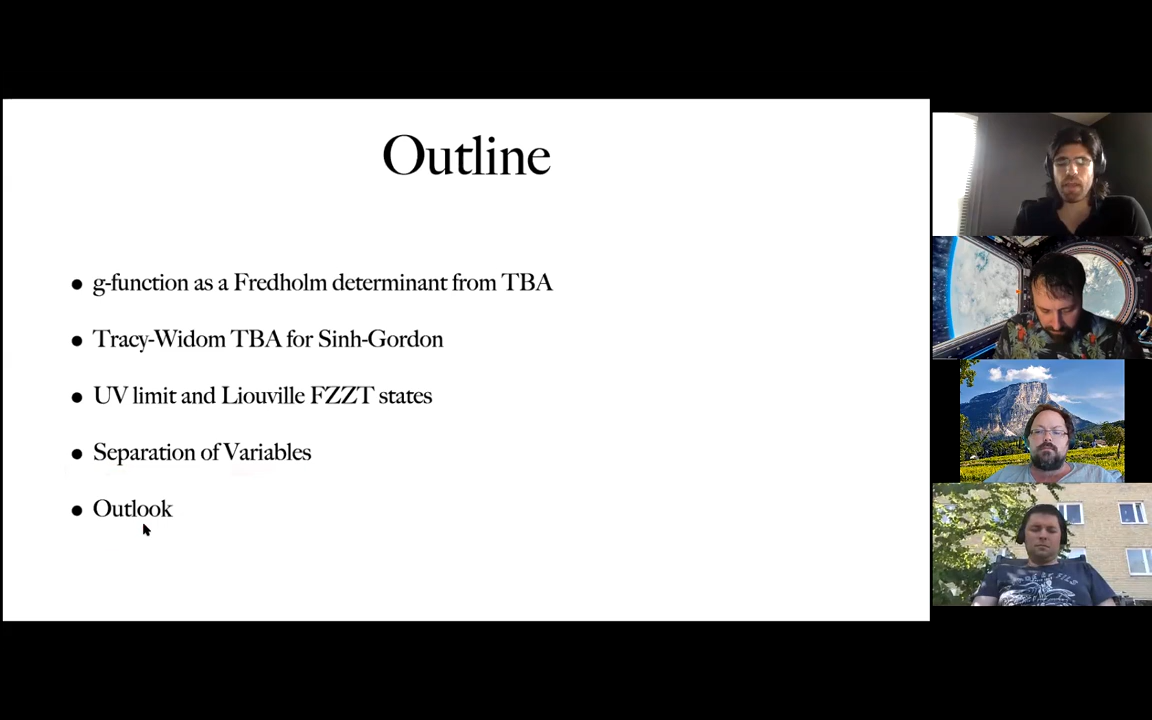 Outline
g-function as a Fredholm determinant from TBA
Tracy-Widom TBA for Sinh-Gordon
UV limit and Liouville FZZT states
Separation of Variables
Outlook